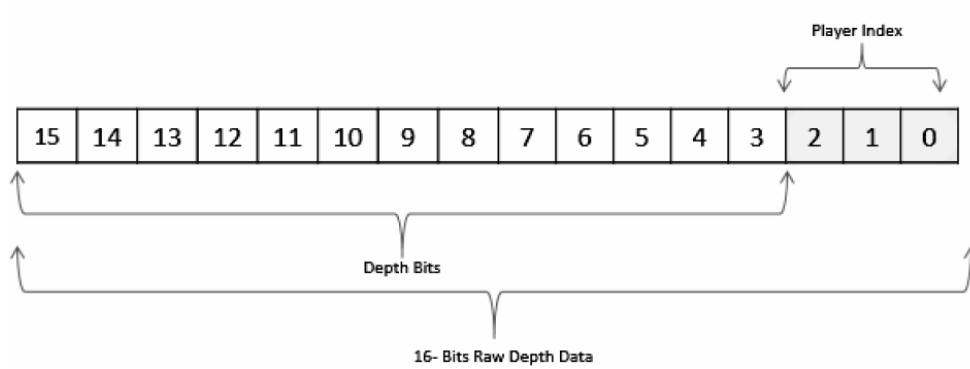 Player Index
15 14 13 12 11 10 9 8 7 6 5 4 3 2 1 0
Depth Bits
16- Bits Raw Depth Data